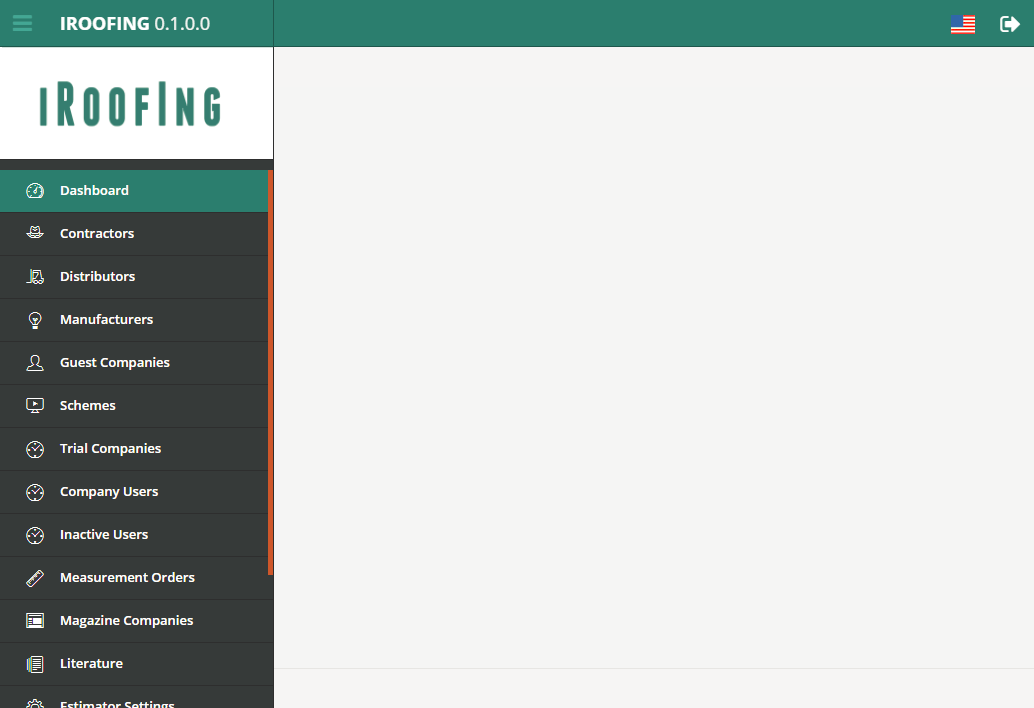 IROOFING 0.1.0.0
iROOFING
Dashboard
Contractors
Distributors
Manufacturers
Guest Companies
Schemes
Trial Companies
Company Users
Inactive Users
Measurement Orders
Magazine Companies
Literature
Estimator Settings